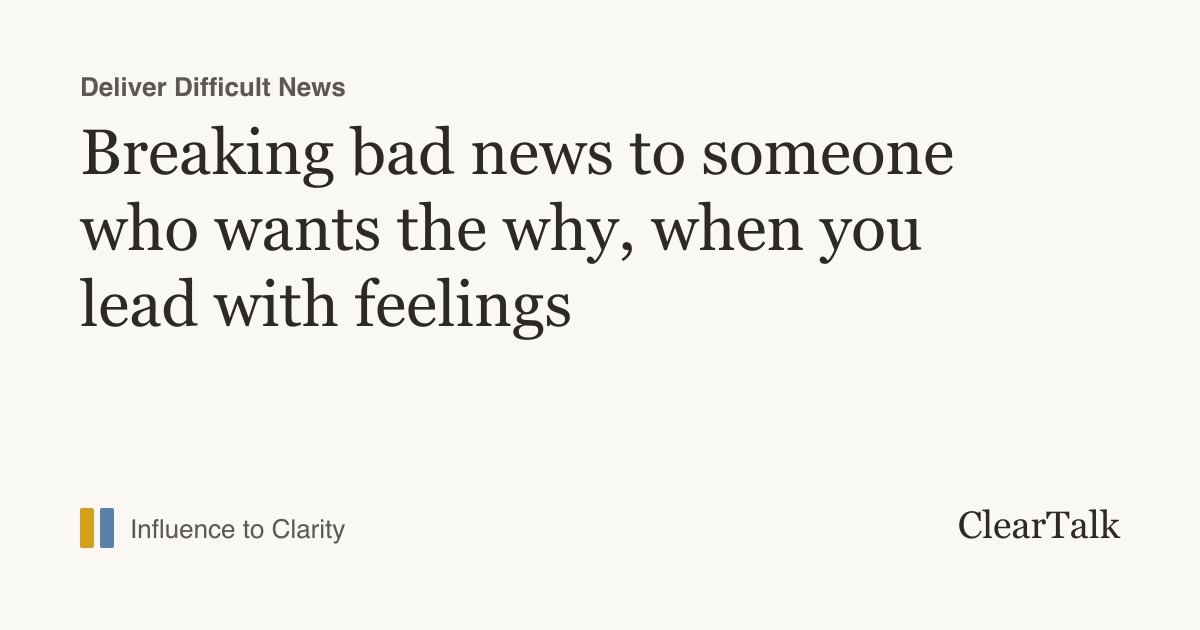 Deliver Difficult News
Breaking bad news to someone
who wants the why, when you
lead with feelings
Influence to Clarity
ClearTalk